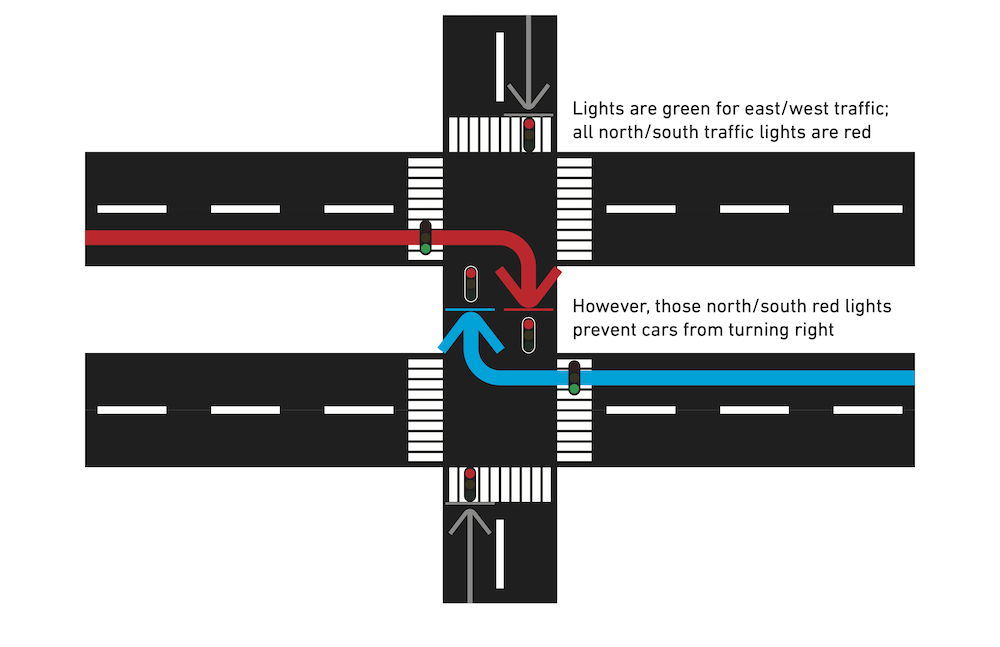 Lights are green for east/west traffic;
all north/south traffic lights are red
However, those north/south red lights
prevent cars from turning right